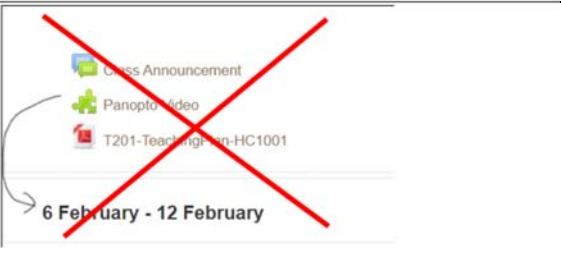 Class Announcement
Panopto Video
T201-TeachingPlan-HC1001
6 February - 12 February